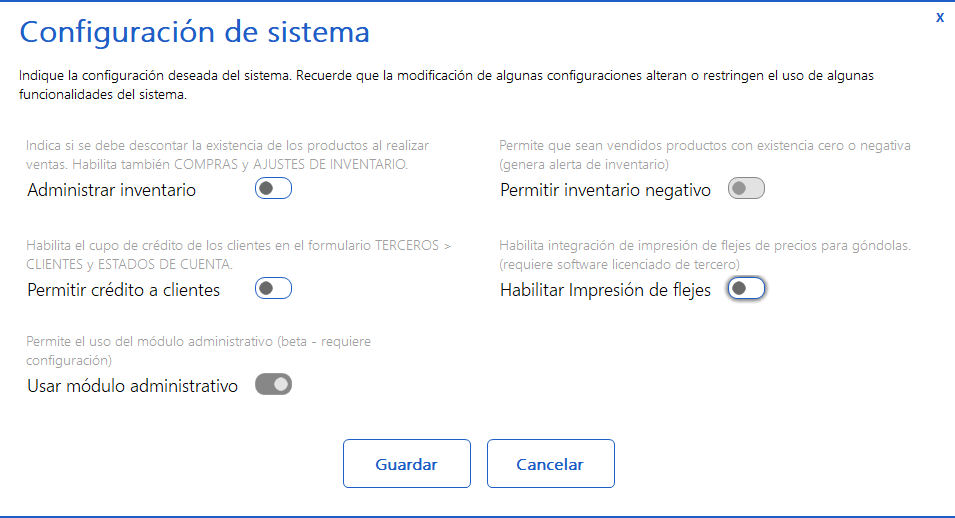 x
Configuración de sistema
Indique la configuración deseada del sistema. Recuerde que la modificación de algunas configuraciones alteran o restringen el uso de algunas
funcionalidades del sistema.
Indica si se debe descontar la existencia de los productos al realizar
ventas. Habilita también COMPRAS y AJUSTES DE INVENTARIO.
Administrar inventario
Permite que sean vendidos productos con existencia cero o negativa
(genera alerta de inventario)
Permitir inventario negativo
Habilita el cupo de crédito de los clientes en el formulario TERCEROS >
CLIENTES y ESTADOS DE CUENTA.
Permitir crédito a clientes
Habilita integración de impresión de flejes de precios para góndolas.
(requiere software licenciado de tercero)
Habilitar Impresión de flejes
Permite el uso del módulo administrativo (beta - requiere
configuración)
Usar módulo administrativo
Guardar
Cancelar